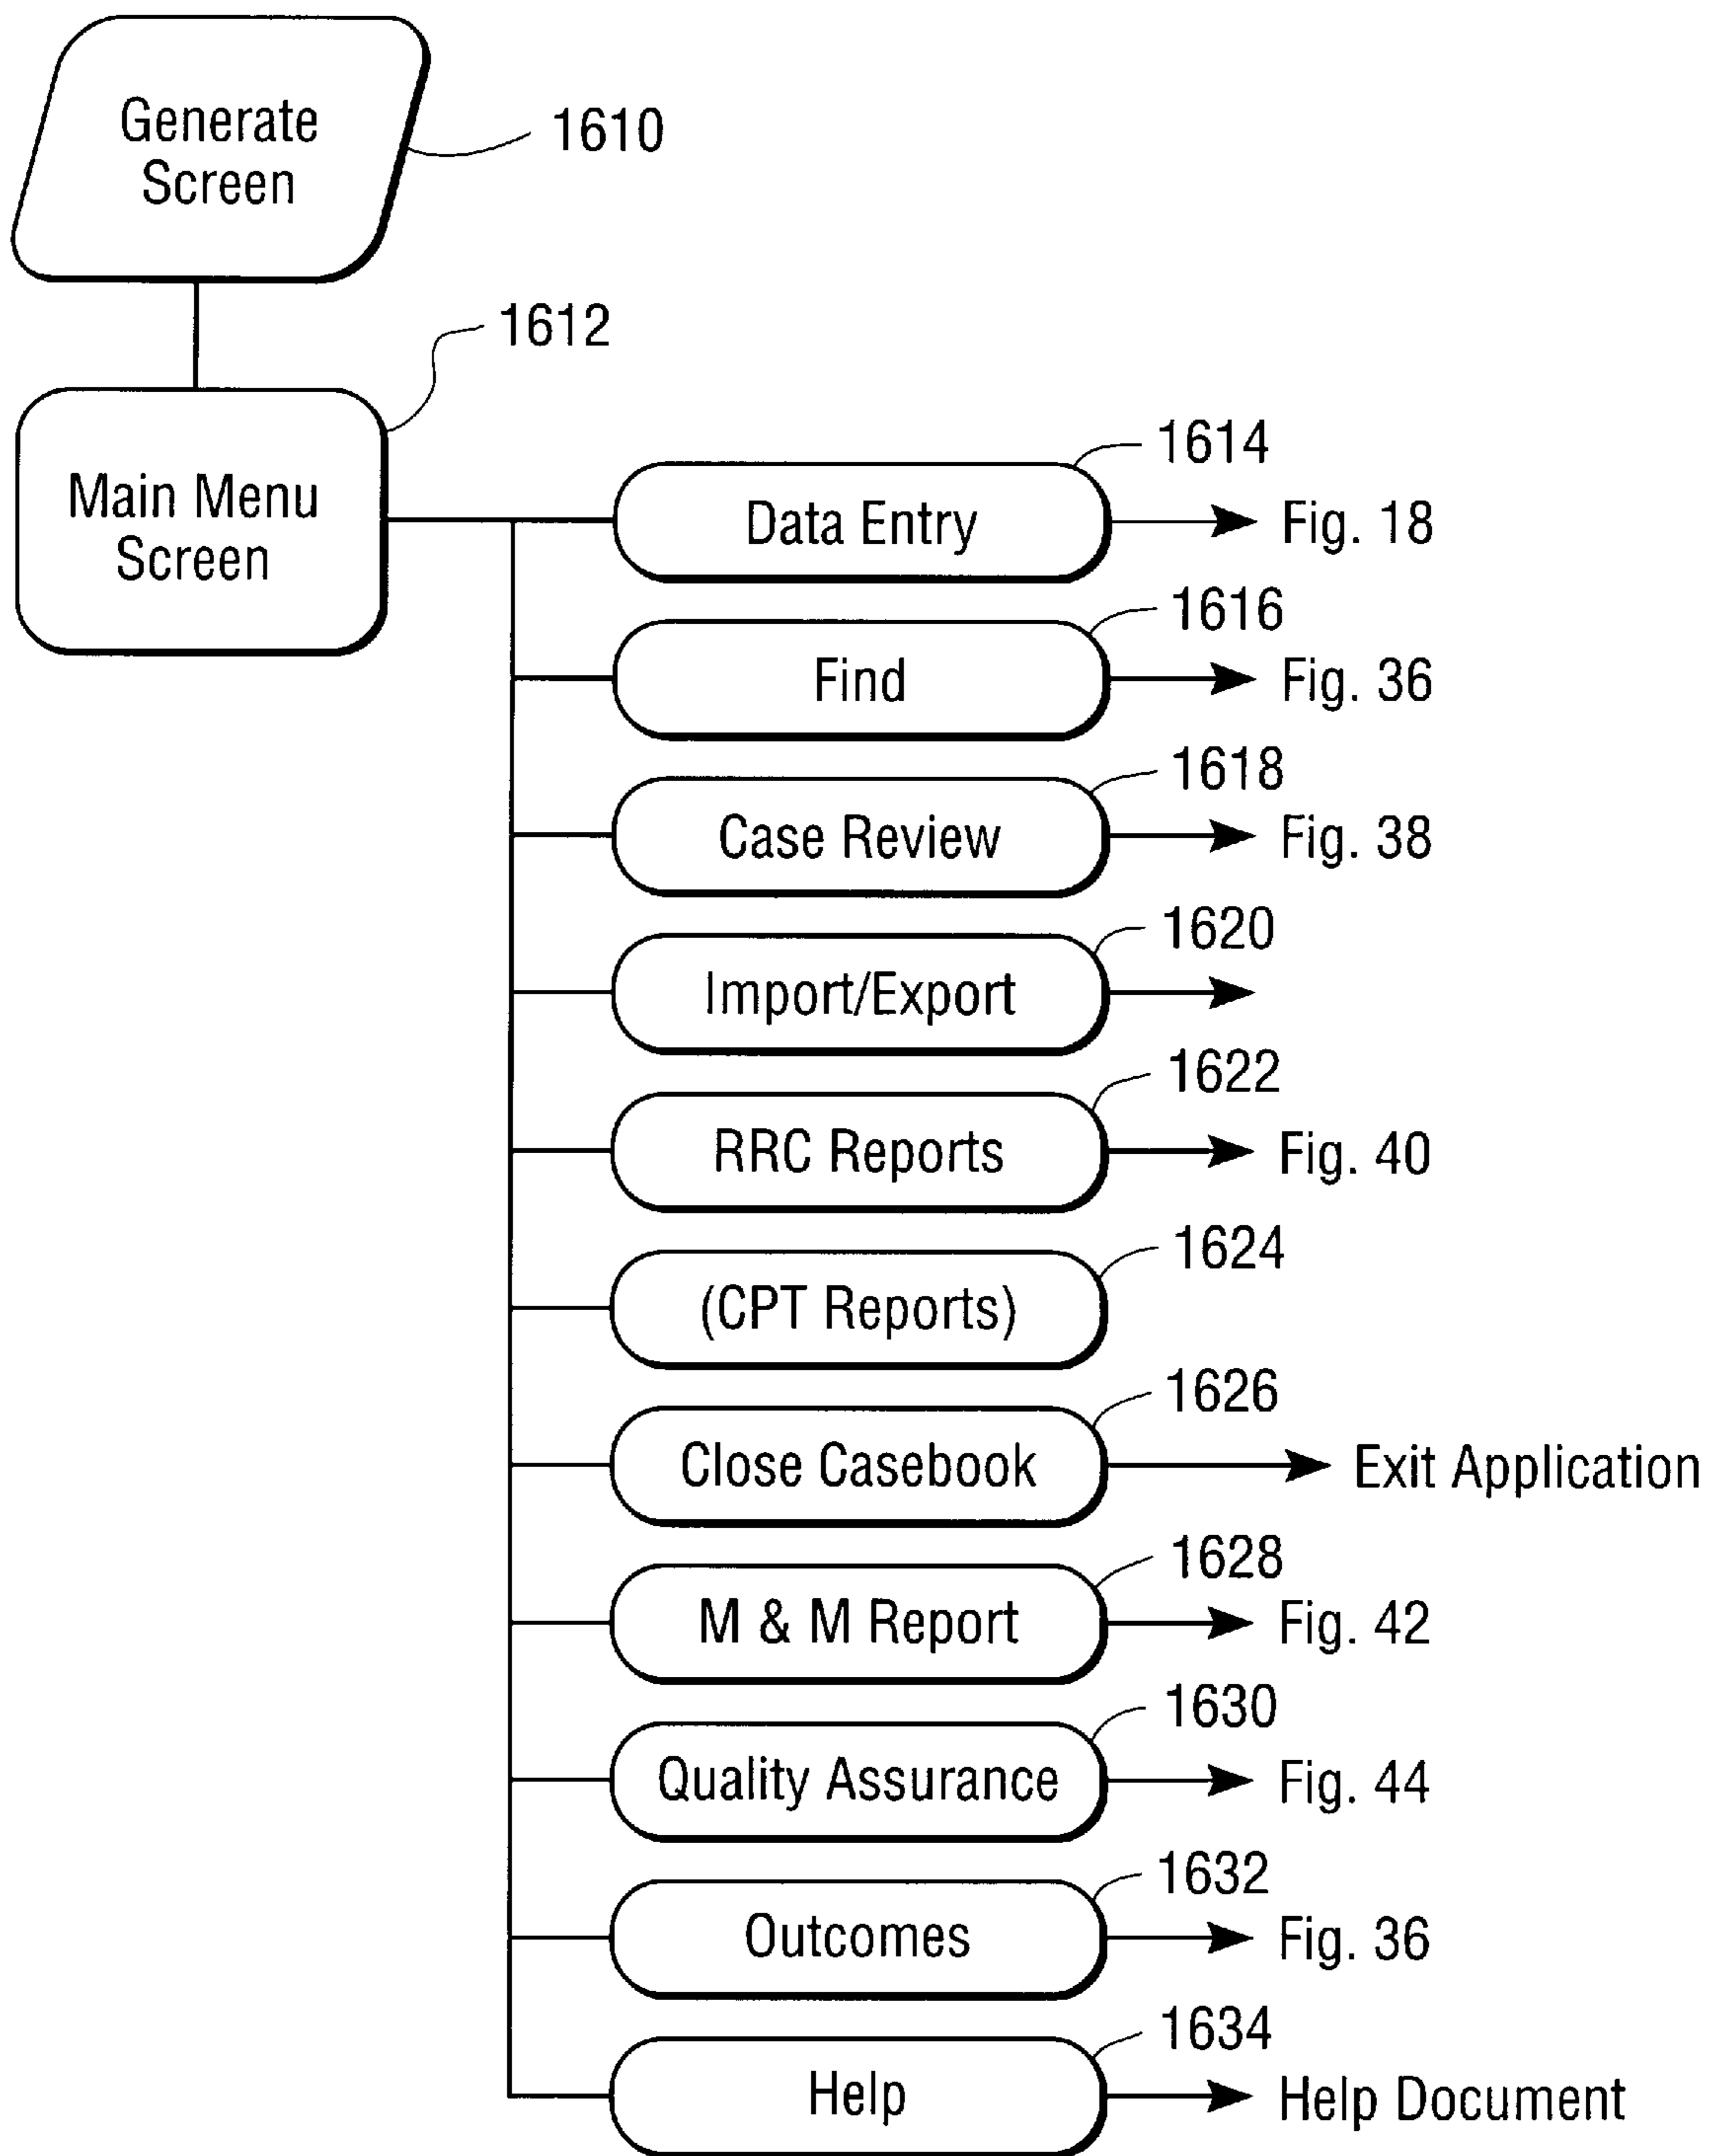 Generate
Screen
1610
1612
Main Menu
Screen
1614
Data Entry
Fig. 18
1616
Find
Fig. 36
1618
Case Review
Fig. 38
1620
Import/Export
1622
RRC Reports
Fig. 40
1624
(CPT Reports)
1626
Close Casebook
Exit Application
1628
M & M Report
Fig. 42
1630
Quality Assurance
Fig. 44
1632
Outcomes
Fig. 36
1634
Help
Help Document